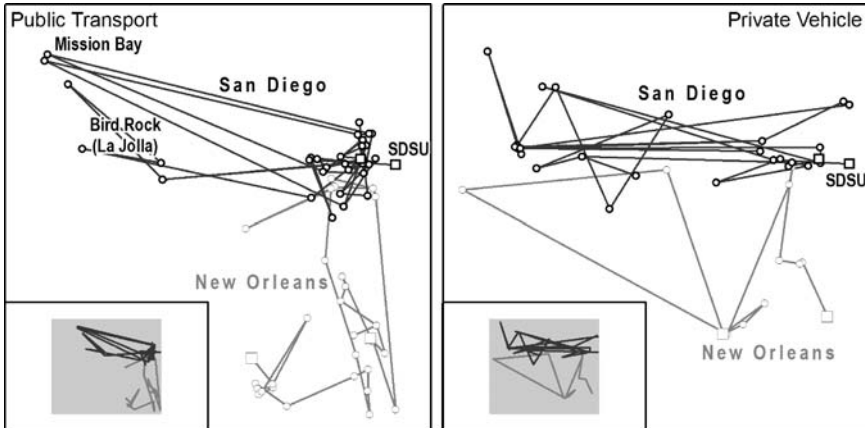 Public Transport
Mission Bay
San Diego
Bird Rock
(La Jolla)
SDSU
New Orleans
Private Vehicle
San Diego
SDSU
New Orleans